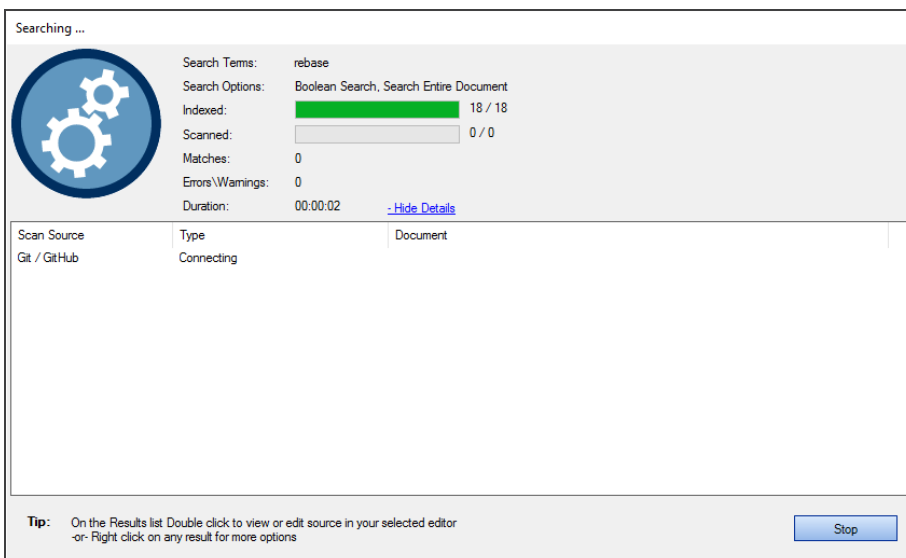 Searching ...
Search Terms: rebase
Search Options: Boolean Search, Search Entire Document
Indexed: 18 / 18
Scanned: 0 / 0
Matches: 0
Errors\Warnings: 0
Duration: 00:00:02 - Hide Details
Scan Source Type Document
Git / GitHub Connecting
Tip: On the Results list Double click to view or edit source in your selected editor
-or- Right click on any result for more options
Stop